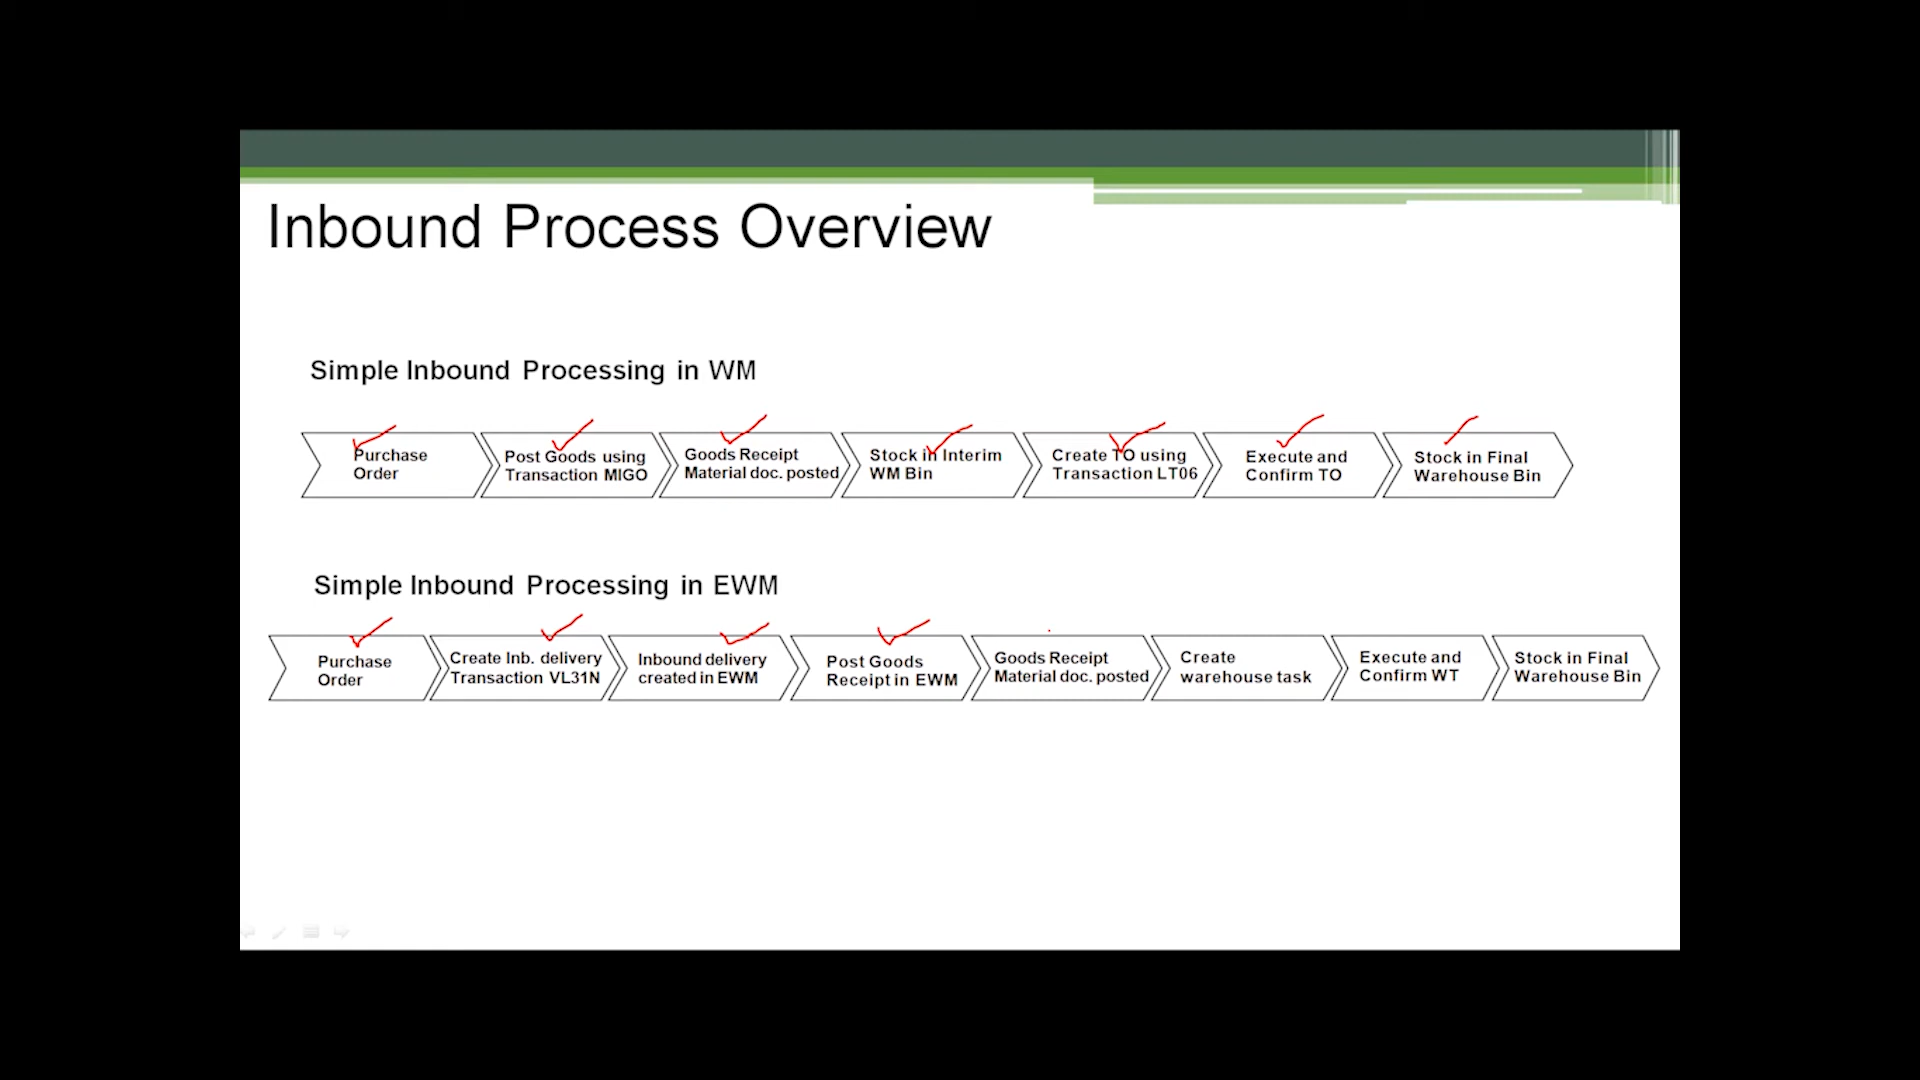 Inbound Process Overview
Simple Inbound Processing in WM
Purchase
Order
Post Goods using
Transaction MIGO
Goods Receipt
Material doc. posted
Stock in Interim
WM Bin
Create TO using
Transaction LT06
Execute and
Confirm TO
Stock in Final
Warehouse Bin
Simple Inbound Processing in EWM
Purchase
Order
Create Inb. delivery
Transaction VL31N
Inbound delivery
created in EWM
Post Goods
Receipt in EWM
Goods Receipt
Material doc. posted
Create
warehouse task
Execute and
Confirm WT
Stock in Final
Warehouse Bin